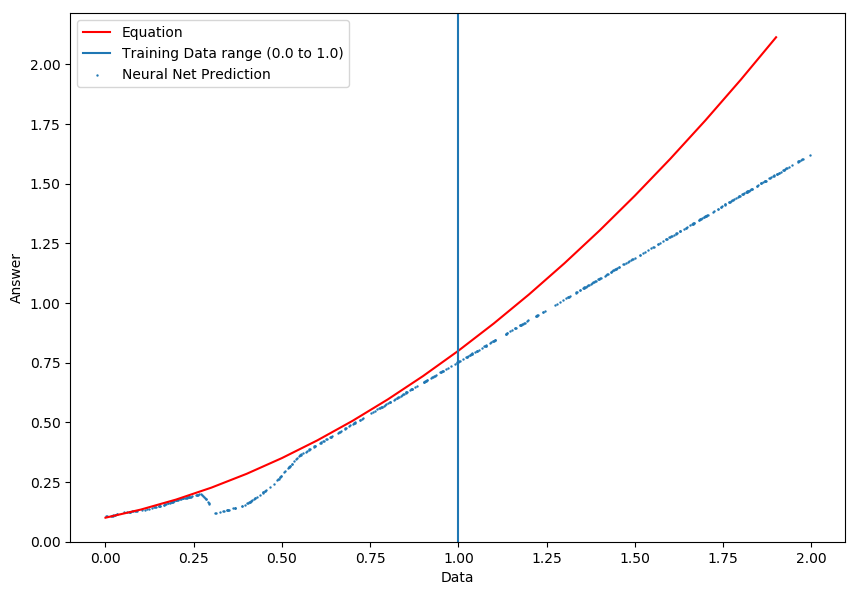 Equation
Training Data range (0.0 to 1.0)
Neural Net Prediction
2.00
1.75
1.50
1.25
1.00
0.75
0.50
0.25
0.00
Answer
0.00 0.25 0.50 0.75 1.00 1.25 1.50 1.75 2.00
Data